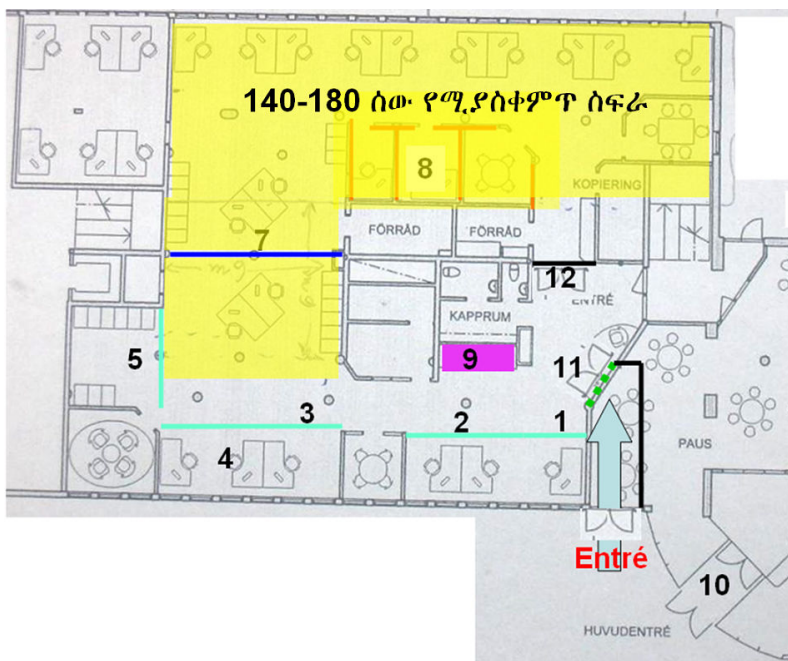 140-180 ሰው የሚያስቀምጥ ስፍራ
8
KOPIERING
7
FÖRRÅD
FÖRRÅD
12
ENTRÉ
KAPPRUM
5
9
11
3
2
1
4
PAUS
Entré
10
HUVUDENTRÉ